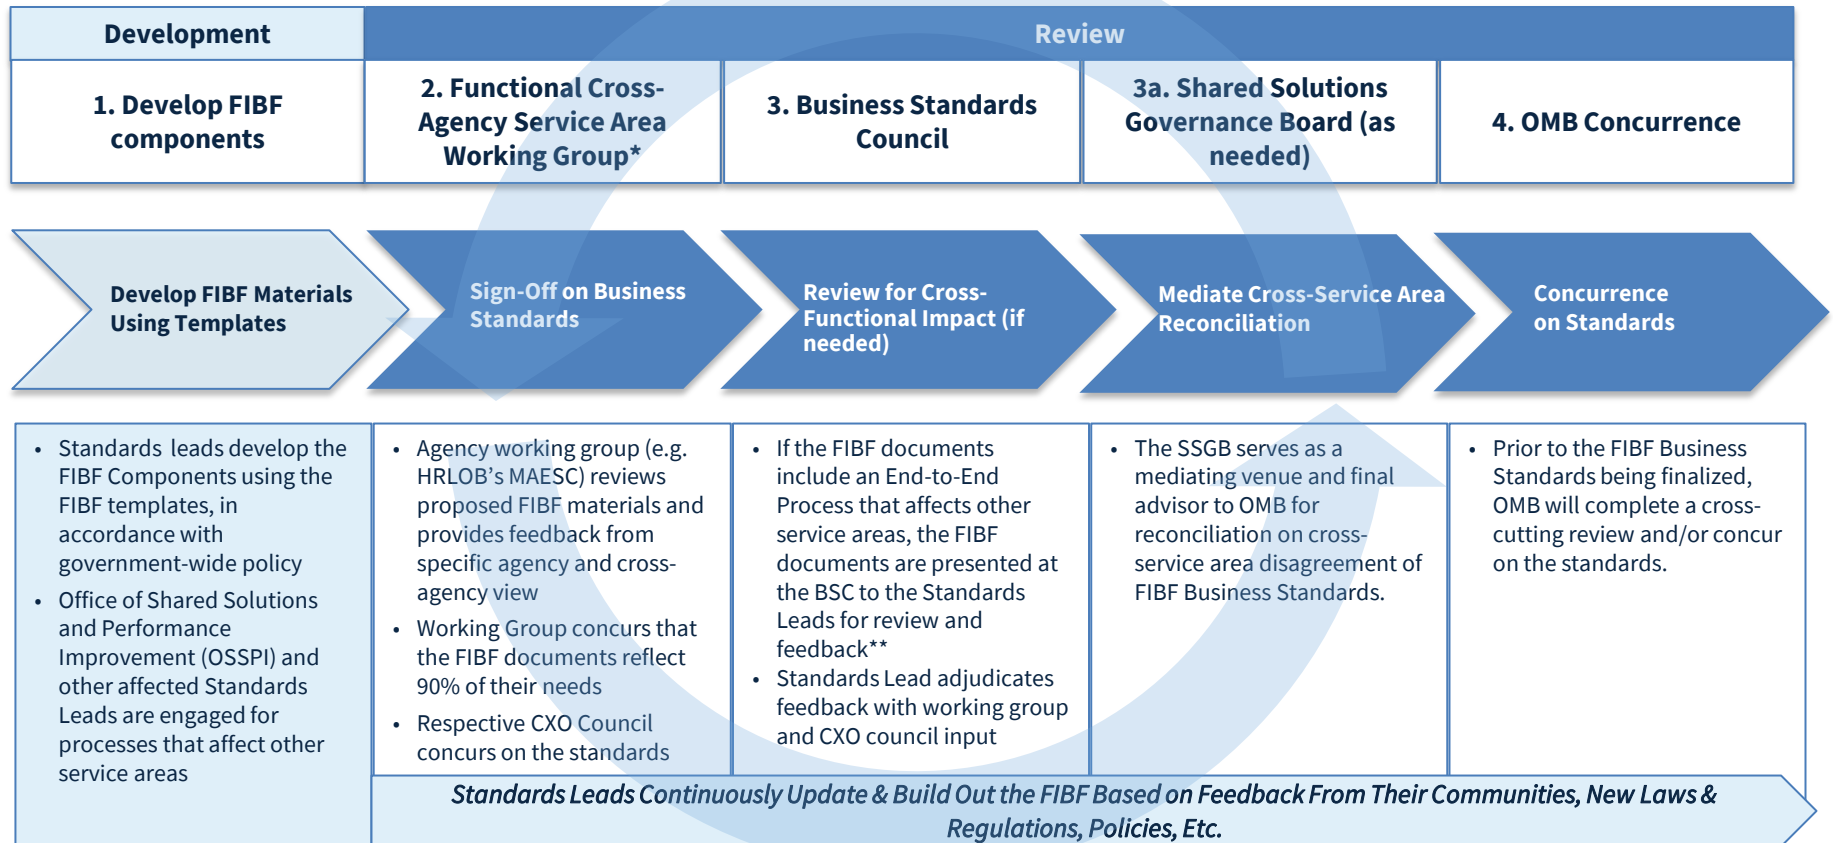 Development
Review
1. Develop FIBF
components
2. Functional Cross-
Agency Service Area
Working Group*
3. Business Standards
Council
3a. Shared Solutions
Governance Board (as
needed)
4. OMB Concurrence
Develop FIBF Materials
Using Templates
Sign-Off on Business
Standards
Review for Cross-
Functional Impact (if
needed)
Mediate Cross-Service Area
Reconciliation
Concurrence
on Standards
• Standards leads develop the
FIBF Components using the
FIBF templates, in
accordance with
government-wide policy
• Office of Shared Solutions
and Performance
Improvement (OSSPI) and
other affected Standards
Leads are engaged for
processes that affect other
service areas
• Agency working group (e.g.
HRLOB's MAESC) reviews
proposed FIBF materials and
provides feedback from
specific agency and cross-
agency view
• Working Group concurs that
the FIBF documents reflect
90% of their needs
• Respective CXO Council
concurs on the standards
• If the FIBF documents
include an End-to-End
Process that affects other
service areas, the FIBF
documents are presented at
the BSC to the Standards
Leads for review and
feedback**
• Standards Lead adjudicates
feedback with working group
and CXO council input
• The SSGB serves as a
mediating venue and final
advisor to OMB for
reconciliation on cross-
service area disagreement of
FIBF Business Standards.
• Prior to the FIBF Business
Standards being finalized,
OMB will complete a cross-
cutting review and/or concur
on the standards.
Standards Leads Continuously Update & Build Out the FIBF Based on Feedback From Their Communities, New Laws &
Regulations, Policies, Etc.